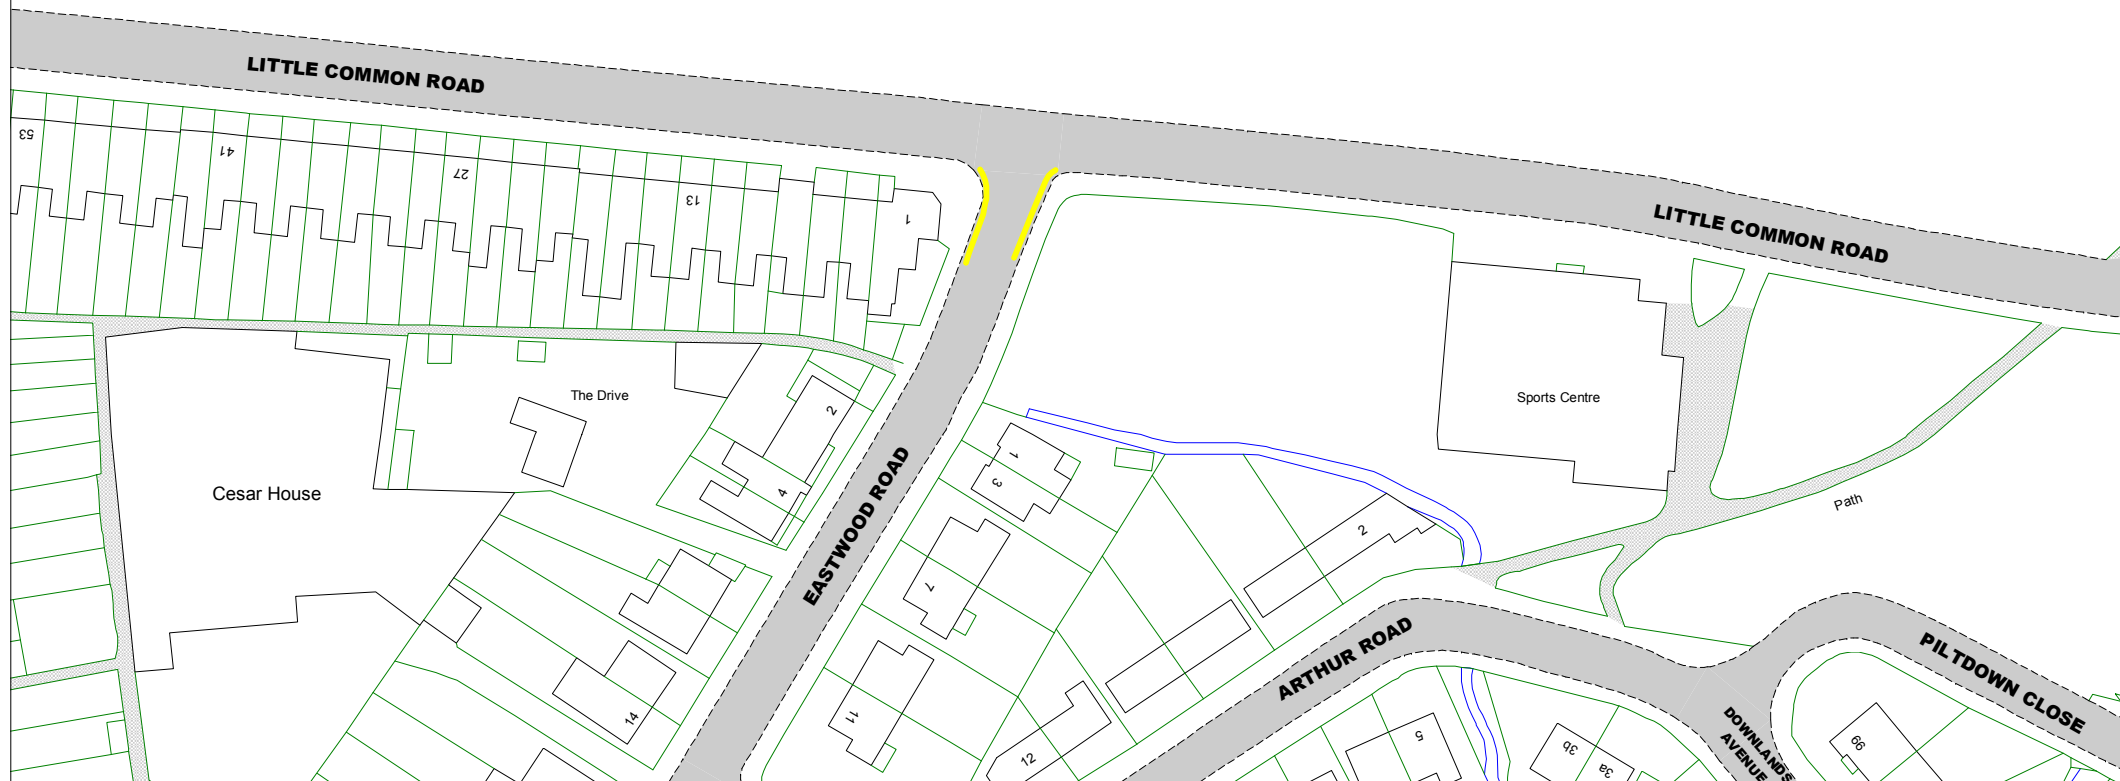 LITTLE COMMON ROAD
53
41
27
13
1
LITTLE COMMON ROAD
The Drive
2
Sports Centre
EASTWOOD ROAD
1
3
4
Cesar House
Path
2
7
ARTHUR ROAD
PILTDOWN CLOSE
14
11
12
5
3b
3a
DOWNLANDS
AVENUE
99